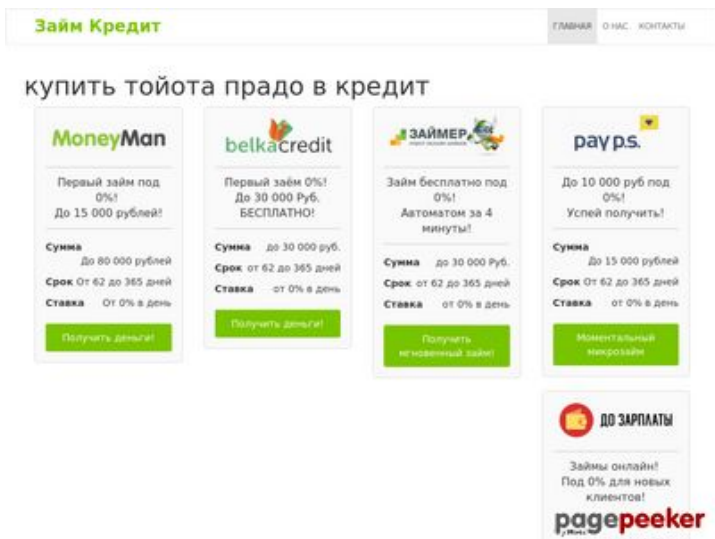 Займ Кредит
ГЛАВНАЯ О НАС КОНТАКТЫ
купить тойота прадо в кредит
MoneyMan
Первый займ под
0%!
До 15 000 рублей!
Сумма
До 80 000 рублей
Срок От 62 до 365 дней
Ставка От 0% в день
Получить деньги!
belkacredit
Первый заём 0%!
До 30 000 Руб.
БЕСПЛАТНО!
Сумма до 30 000 руб.
Срок от 62 до 365 дней
Ставка от 0% в день
Получить деньги!
ЗАЙМЕР
Займ бесплатно под
0%!
Автоматом за 4
минуты!
Сумма до 30 000 Руб.
Срок от 62 до 365 дней
Ставка от 0% в день
Получить
мгновенный займ!
pay p.s.
До 10 000 руб под
0%!
Успей получить!
Сумма
До 15 000 рублей
Срок От 62 до 365 дней
Ставка от 0% в день
Моментальный
микрозайм
ДО ЗАРПЛАТЫ
Займы онлайн!
Под 0% для новых
клиентов!
pagepeeker